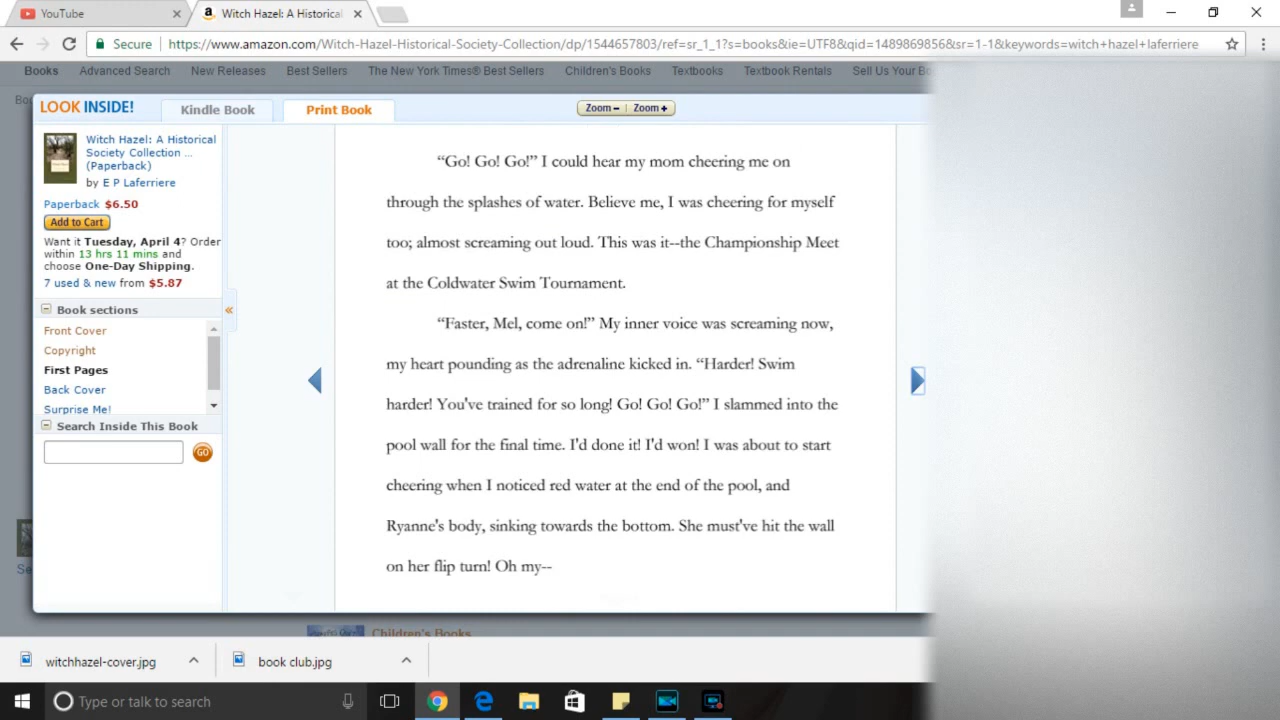 YouTube
Witch Hazel: A Historical
Secure
https://www.amazon.com/Witch-Hazel-Historical-Society-Collection/dp/1544657803/ref=sr_1_1?s=books&ie=UTF8&qid=1489869856&sr=1-1&keywords=witch+hazel+laferriere
Books Advanced Search New Releases Best Sellers The New York Times® Best Sellers Children's Books Textbooks Textbook Rentals Sell Us Your Bo
LOOK INSIDE!
Kindle Book
Print Book
Zoom – | Zoom +
Witch Hazel: A Historical
Society Collection ...
(Paperback)
by E P Laferriere
Paperback $6.50
Add to Cart
Want it Tuesday, April 4? Order
within 13 hrs 11 mins and
choose One-Day Shipping.
7 used & new from $5.87
Book sections
Front Cover
Copyright
First Pages
Back Cover
Surprise Me!
Search Inside This Book
GO
“Go! Go! Go!” I could hear my mom cheering me on
through the splashes of water. Believe me, I was cheering for myself
too; almost screaming out loud. This was it--the Championship Meet
at the Coldwater Swim Tournament.
“Faster, Mel, come on!” My inner voice was screaming now,
my heart pounding as the adrenaline kicked in. “Harder! Swim
harder! You've trained for so long! Go! Go! Go!” I slammed into the
pool wall for the final time. I'd done it! I'd won! I was about to start
cheering when I noticed red water at the end of the pool, and
Ryanne's body, sinking towards the bottom. She must've hit the wall
on her flip turn! Oh my--
Children's Books
witchhazel-cover.jpg
book club.jpg
Type or talk to search